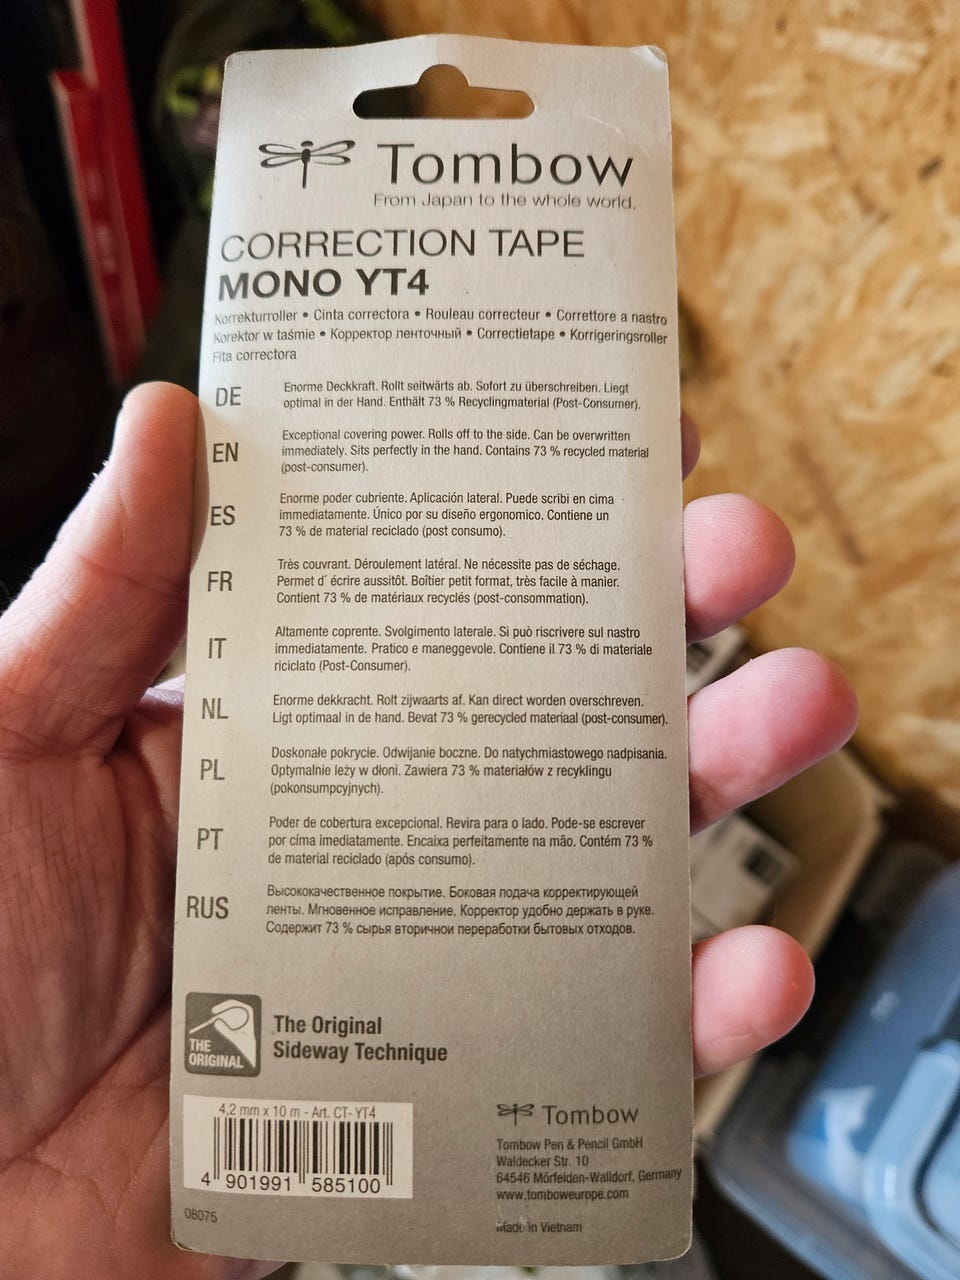 Tombow
From Japan to the whole world.
CORRECTION TAPE
MONO YT4
Korrekturroller • Cinta correctora • Rouleau correcteur • Correttore a nastro
Korektor w taśmie • Корректор ленточный • Correctietape • Korrigeringsroller
Fita correctora
DE
Enorme Deckkraft. Rollt seitwärts ab. Sofort zu überschreiben. Liegt
optimal in der Hand. Enthält 73 % Recyclingmaterial (Post-Consumer).
EN
Exceptional covering power. Rolls off to the side. Can be overwritten
immediately. Sits perfectly in the hand. Contains 73 % recycled material
(post-consumer).
ES
Enorme poder cubriente. Aplicación lateral. Puede scribi en cima
immediatamente. Único por su diseño ergonomico. Contiene un
73 % de material reciclado (post consumo).
FR
Très couvrant. Déroulement latéral. Ne nécessite pas de séchage.
Permet d´ écrire aussitôt. Boîtier petit format, très facile à manier.
Contient 73 % de matériaux recyclés (post-consommation).
IT
Altamente coprente. Svolgimento laterale. Si può riscrivere sul nastro
immediatamente. Pratico e maneggevole. Contiene il 73 % di materiale
riciclato (Post-Consumer).
NL
Enorme dekkracht. Rolt zijwaarts af. Kan direct worden overschreven.
Ligt optimaal in de hand. Bevat 73 % gerecycled materiaal (post-consumer).
PL
Doskonałe pokrycie. Odwijanie boczne. Do natychmiastowego nadpisania.
Optymalnie leży w dłoni. Zawiera 73 % materiałów z recyklingu
(pokonsumpcyjnych).
PT
Poder de cobertura excepcional. Revira para o lado. Pode-se escrever
por címa imediatamente. Encaixa perfeitamente na mão. Contém 73 %
de material reciclado (após consumo).
RUS
Высококачественное покрытие. Боковая подача корректирующей
ленты. Мгновенное исправление. Корректор удобно держать в руке.
Содержит 73 % сырья вторичнои переработки бытовых отходов.
THE
ORIGINAL
The Original
Sideway Technique
4,2 mm x 10 m - Art. CT- YT4
4 901991 585100
08075
Tombow
Tombow Pen & Pencil GmbH
Waldecker Str. 10
64546 Mörfelden-Walldorf, Germany
www.tomboweurope.com
Made in Vietnam